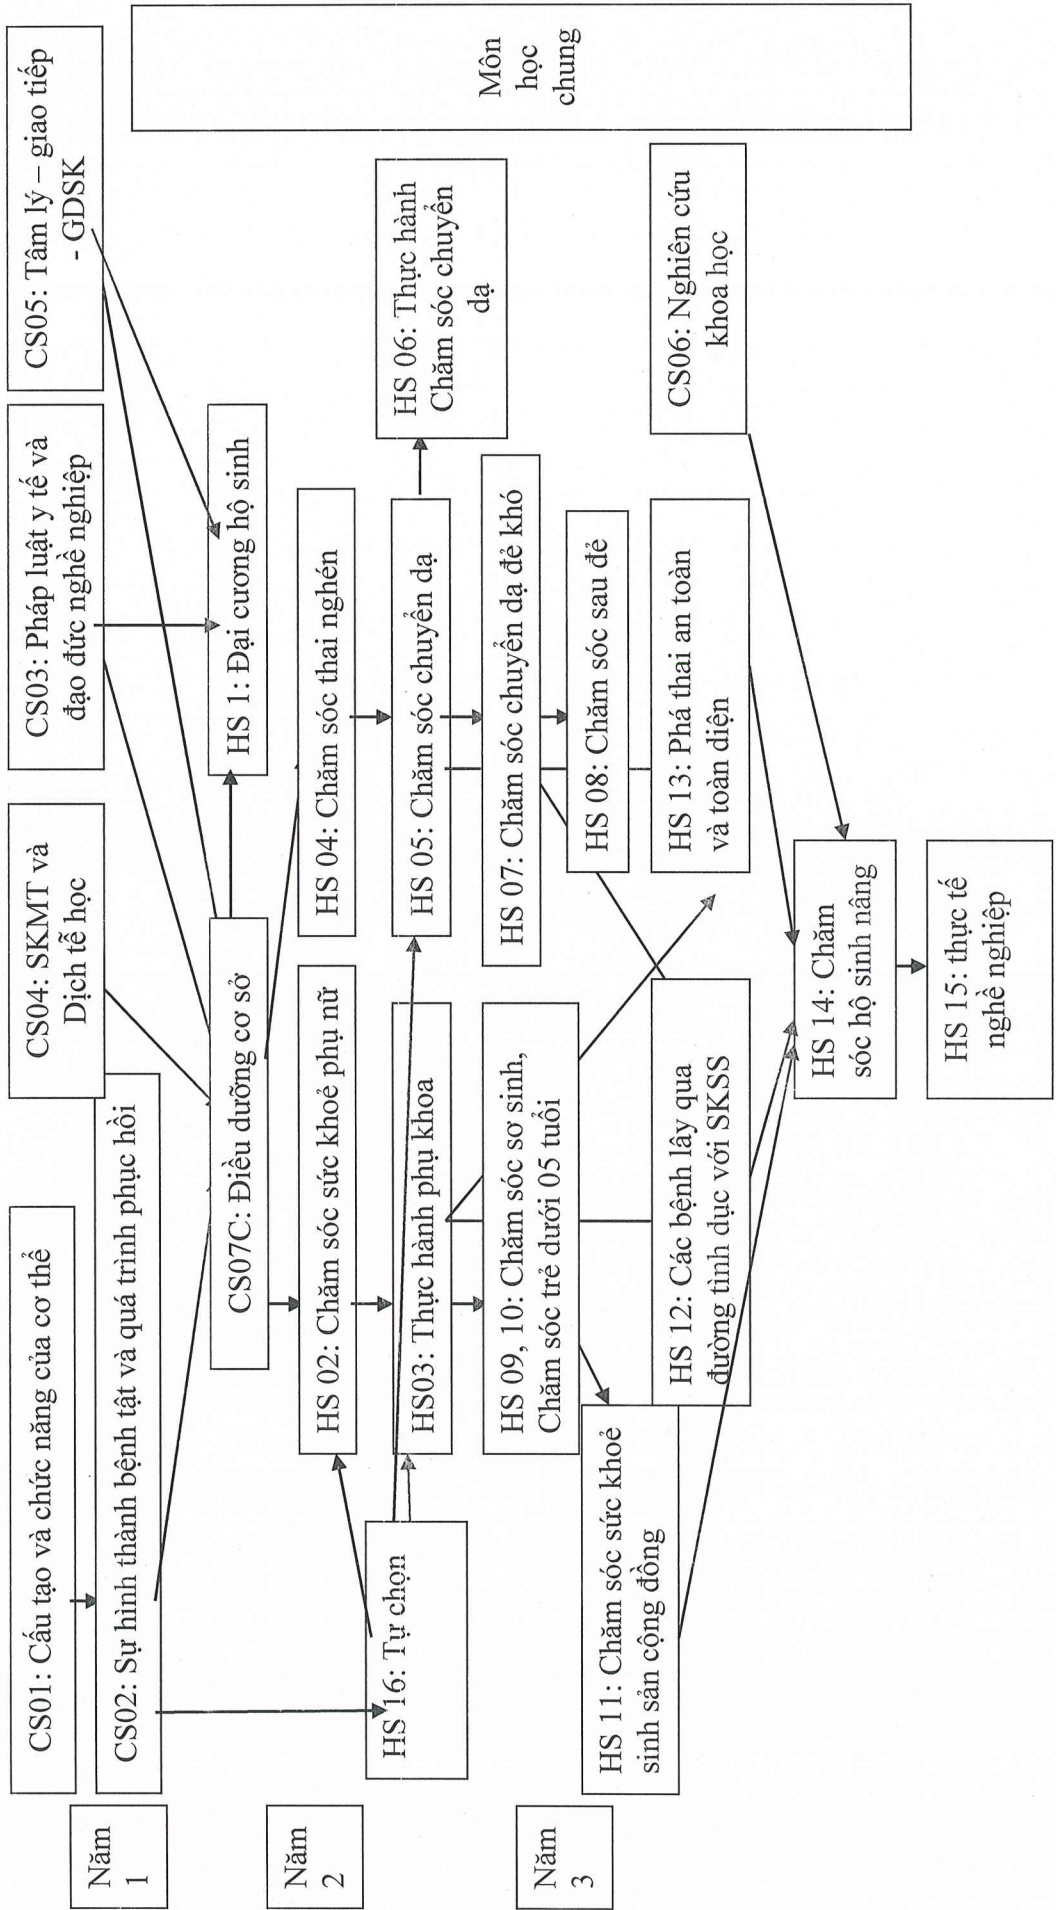 CS01: Cấu tạo và chức năng của cơ thể
CS04: SKMT và
Dịch tễ học
CS03: Pháp luật y tế và
đạo đức nghề nghiệp
CS05: Tâm lý – giao tiếp
- GDSK
Năm
1
CS02: Sự hình thành bệnh tật và quá trình phục hồi
CS07C: Điều dưỡng cơ sở
HS 1: Đại cương hộ sinh
Môn
học
chung
Năm
2
HS 02: Chăm sóc sức khoẻ phụ nữ
HS 04: Chăm sóc thai nghén
HS 16: Tự chọn
HS03: Thực hành phụ khoa
HS 05: Chăm sóc chuyển dạ
HS 06: Thực hành
Chăm sóc chuyển
dạ
HS 09, 10: Chăm sóc sơ sinh,
Chăm sóc trẻ dưới 05 tuổi
HS 07: Chăm sóc chuyển dạ đẻ khó
Năm
3
HS 11: Chăm sóc sức khoẻ
sinh sản cộng đồng
HS 08: Chăm sóc sau đẻ
HS 12: Các bệnh lây qua
đường tình dục với SKSS
HS 13: Phá thai an toàn
và toàn diện
CS06: Nghiên cứu
khoa học
HS 14: Chăm
sóc hộ sinh nâng
HS 15: thực tế
nghề nghiệp